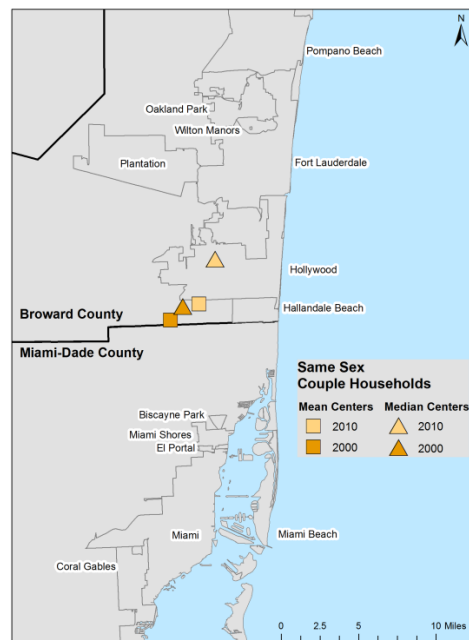 N
Pompano Beach
Oakland Park
Wilton Manors
Plantation
Fort Lauderdale
Hollywood
Hallandale Beach
Broward County
Miami-Dade County
Same Sex
Couple Households
Mean Centers Median Centers
2010 2010
2000 2000
Biscayne Park
Miami Shores
El Portal
Miami
Miami Beach
Coral Gables
0 5 10 Miles